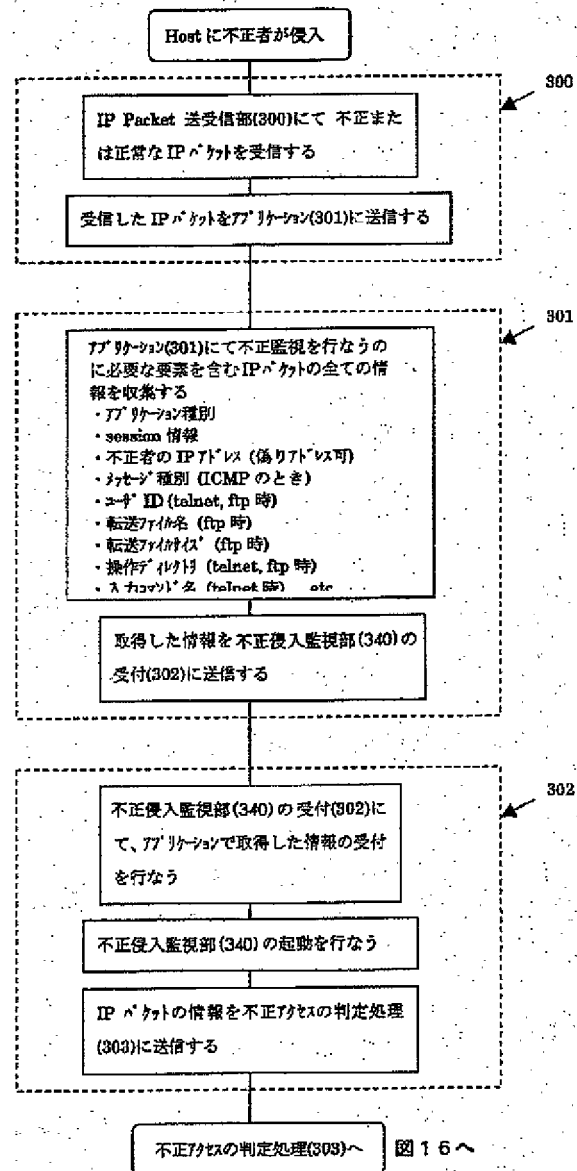 Host に不正者が侵入
300
IP Packet 送受信部(300)にて 不正また
は正常な IP パケットを受信する
受信した IP パケットをアプリケーション(301)に送信する
301
アプリケーション(301)にて不正監視を行なうの
に必要な要素を含む IP パケットの全ての情
報を収集する
・アプリケーション種別
・session 情報
・不正者の IP アドレス (偽りアドレス可)
・メッセージ種別 (ICMP のとき)
・ユーザ ID (telnet, ftp 時)
・転送ファイル名 (ftp 時)
・転送ファイルサイズ (ftp 時)
・操作ディレクトリ (telnet, ftp 時)
・入力コマンド名 (telnet 時) etc
取得した情報を不正侵入監視部(340)の
受付(302)に送信する
302
不正侵入監視部(340)の受付(302)に
て、アプリケーションで取得した情報の受付
を行なう
不正侵入監視部(340)の起動を行なう
IP パケットの情報を不正アクセスの判定処理
(303)に送信する
不正アクセスの判定処理(303)へ 図16へ